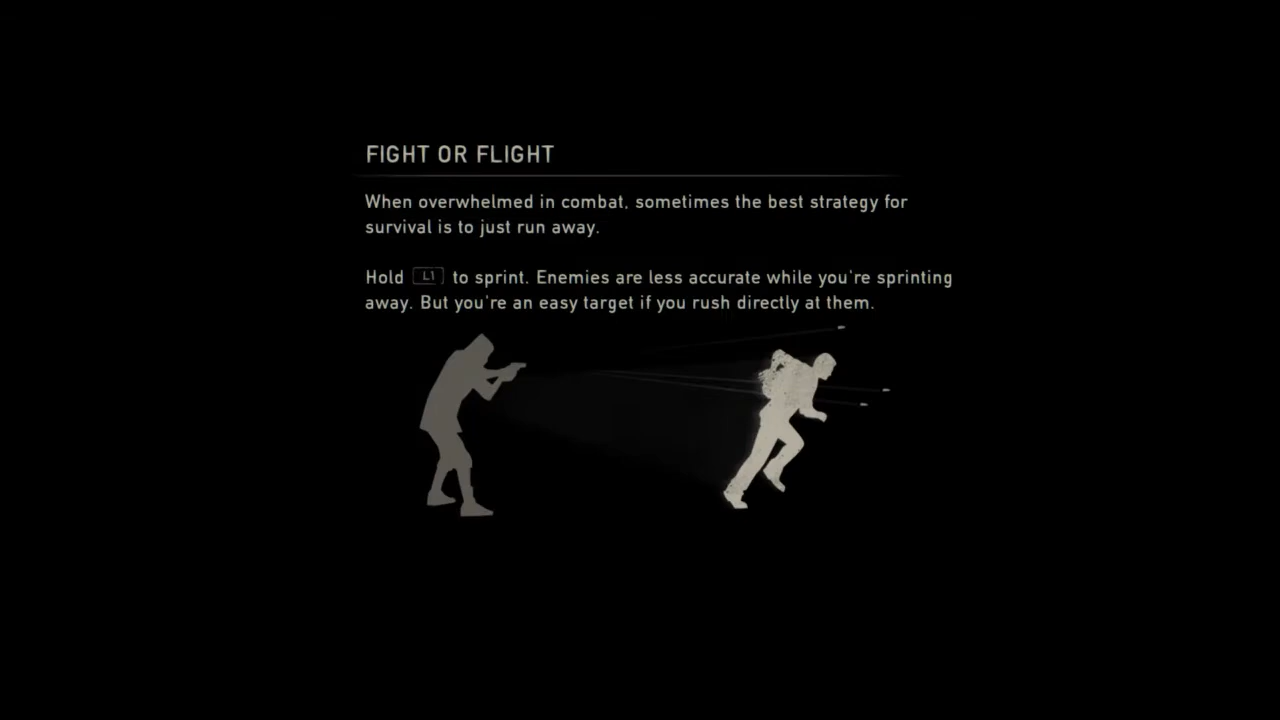 FIGHT OR FLIGHT
When overwhelmed in combat, sometimes the best strategy for
survival is to just run away.
Hold L1 to sprint. Enemies are less accurate while you're sprinting
away. But you're an easy target if you rush directly at them.